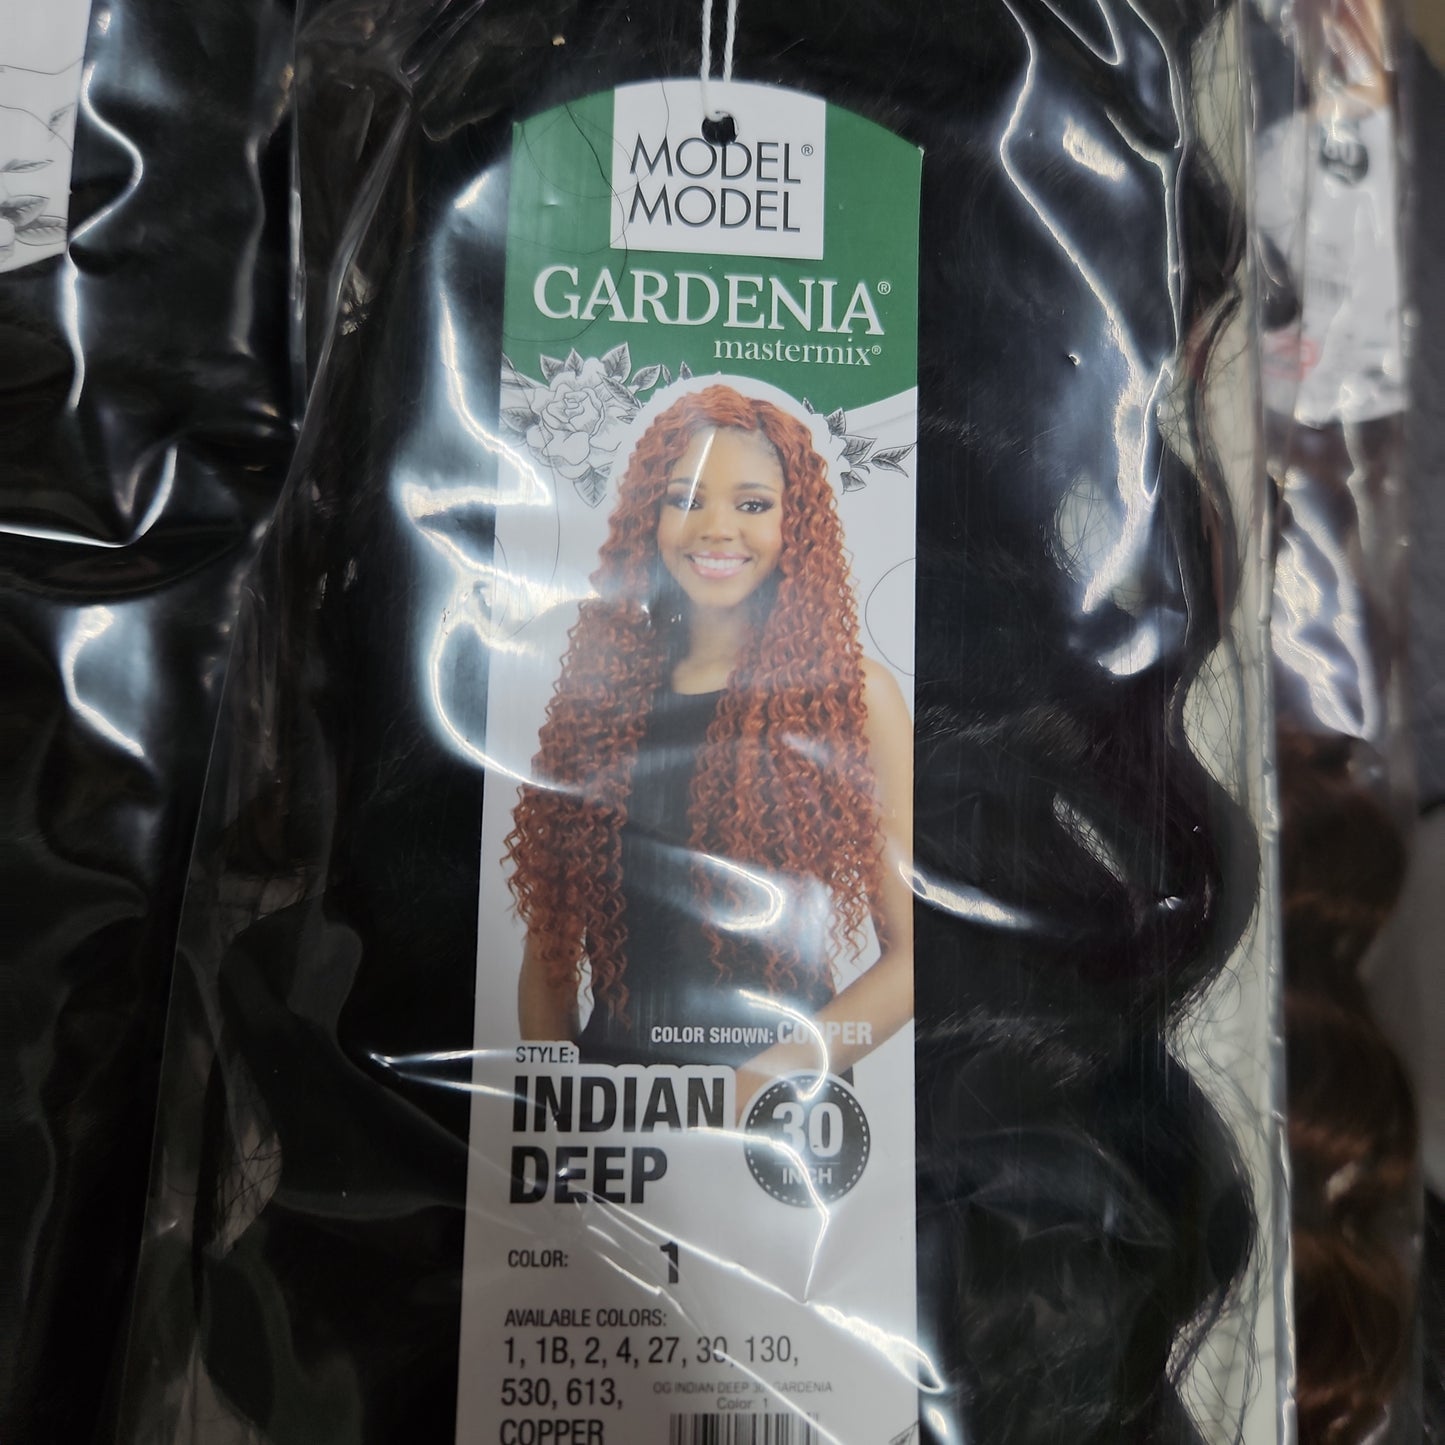 MODEL®
MODEL
GARDENIA®
mastermix®
COLOR SHOWN: COPPER
STYLE:
INDIAN
DEEP
30
INCH
COLOR: 1
AVAILABLE COLORS:
1, 1B, 2, 4, 27, 30, 130,
530, 613,
COPPER
OG INDIAN DEEP 30 GARDENIA
Color: 1